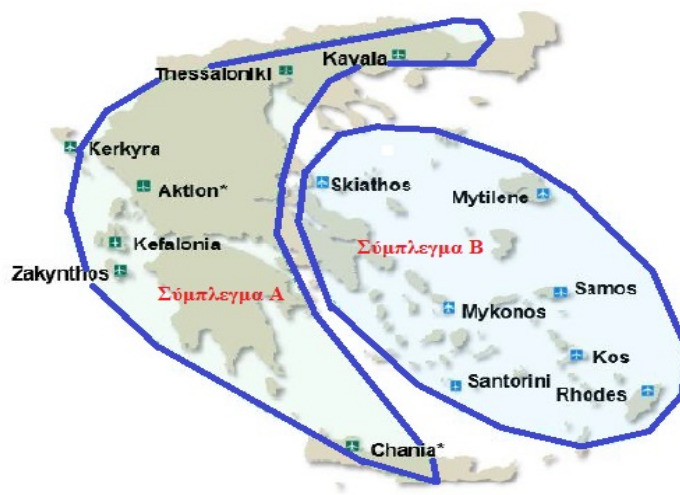 Kavala
Thessaloniki
Kerkyra
Aktion*
Skiathos
Mytilene
Kefalonia
Σύμπλεγμα Β
Zakynthos
Σύμπλεγμα Α
Samos
Mykonos
Kos
Santorini
Rhodes
Chania*